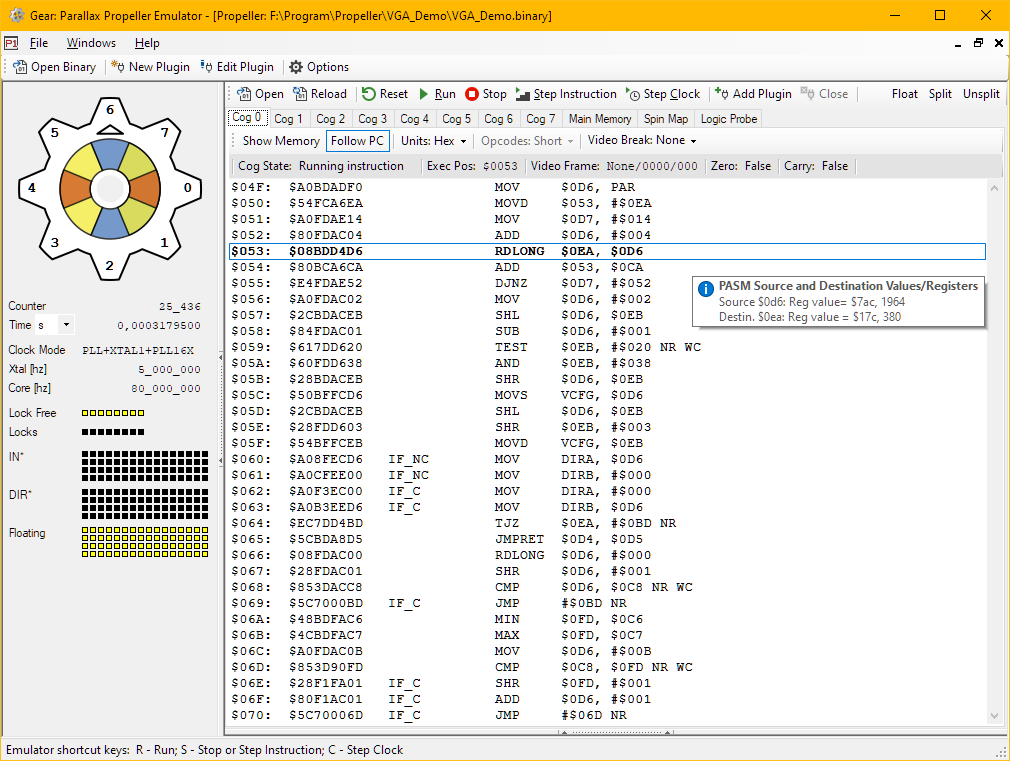 Gear: Parallax Propeller Emulator - [Propeller: F:\Program\Propeller\VGA_Demo\VGA_Demo.binary]
P1 File Windows Help
Open Binary New Plugin Edit Plugin Options
Open Reload Reset Run Stop Step Instruction Step Clock Add Plugin Close Float Split Unsplit
Cog 0 Cog 1 Cog 2 Cog 3 Cog 4 Cog 5 Cog 6 Cog 7 Main Memory Spin Map Logic Probe
Show Memory Follow PC Units: Hex Opcodes: Short Video Break: None
Cog State: Running instruction Exec Pos: $0053 Video Frame: None/0000/000 Zero: False Carry: False
6
5 7
4 0
3 1
2
Counter 25_436
Time s 0,0003179500
Clock Mode PLL+XTAL1+PLL16X
Xtal [hz] 5_000_000
Core [hz] 80_000_000
Lock Free
Locks
IN*
DIR*
Floating
$04F: $A0BDADF0 MOV $0D6, PAR
$050: $54FCA6EA MOVD $053, #$0EA
$051: $A0FDAE14 MOV $0D7, #$014
$052: $80FDAC04 ADD $0D6, #$004
$053: $08BDD4D6 RDLONG $0EA, $0D6
$054: $80BCA6CA ADD $053, $0CA
$055: $E4FDAE52 DJNZ $0D7, #$052
$056: $A0FDAC02 MOV $0D6, #$002
$057: $2CBDACEB SHL $0D6, $0EB
$058: $84FDAC01 SUB $0D6, #$001
$059: $617DD620 TEST $0EB, #$020 NR WC
$05A: $60FDD638 AND $0EB, #$038
$05B: $28BDACEB SHR $0D6, $0EB
$05C: $50BFFCD6 MOVS VCFG, $0D6
$05D: $2CBDACEB SHL $0D6, $0EB
$05E: $28FDD603 SHR $0EB, #$003
$05F: $54BFFCEB MOVD VCFG, $0EB
$060: $A08FECD6 IF_NC MOV DIRA, $0D6
$061: $A0CFEE00 IF_NC MOV DIRB, #$000
$062: $A0F3EC00 IF_C MOV DIRA, #$000
$063: $A0B3EED6 IF_C MOV DIRB, $0D6
$064: $EC7DD4BD TJZ $0EA, #$0BD NR
$065: $5CBDA8D5 JMPRET $0D4, $0D5
$066: $08FDAC00 RDLONG $0D6, #$000
$067: $28FDAC01 SHR $0D6, #$001
$068: $853DACC8 CMP $0D6, $0C8 NR WC
$069: $5C7000BD IF_C JMP #$0BD NR
$06A: $48BDFAC6 MIN $0FD, $0C6
$06B: $4CBDFAC7 MAX $0FD, $0C7
$06C: $A0FDAC0B MOV $0D6, #$00B
$06D: $853D90FD CMP $0C8, $0FD NR WC
$06E: $28F1FA01 IF_C SHR $0FD, #$001
$06F: $80F1AC01 IF_C ADD $0D6, #$001
$070: $5C70006D IF_C JMP #$06D NR
PASM Source and Destination Values/Registers
Source $0d6: Reg value= $7ac, 1964
Destin. $0ea: Reg value = $17c, 380
Emulator shortcut keys: R - Run; S - Stop or Step Instruction; C - Step Clock